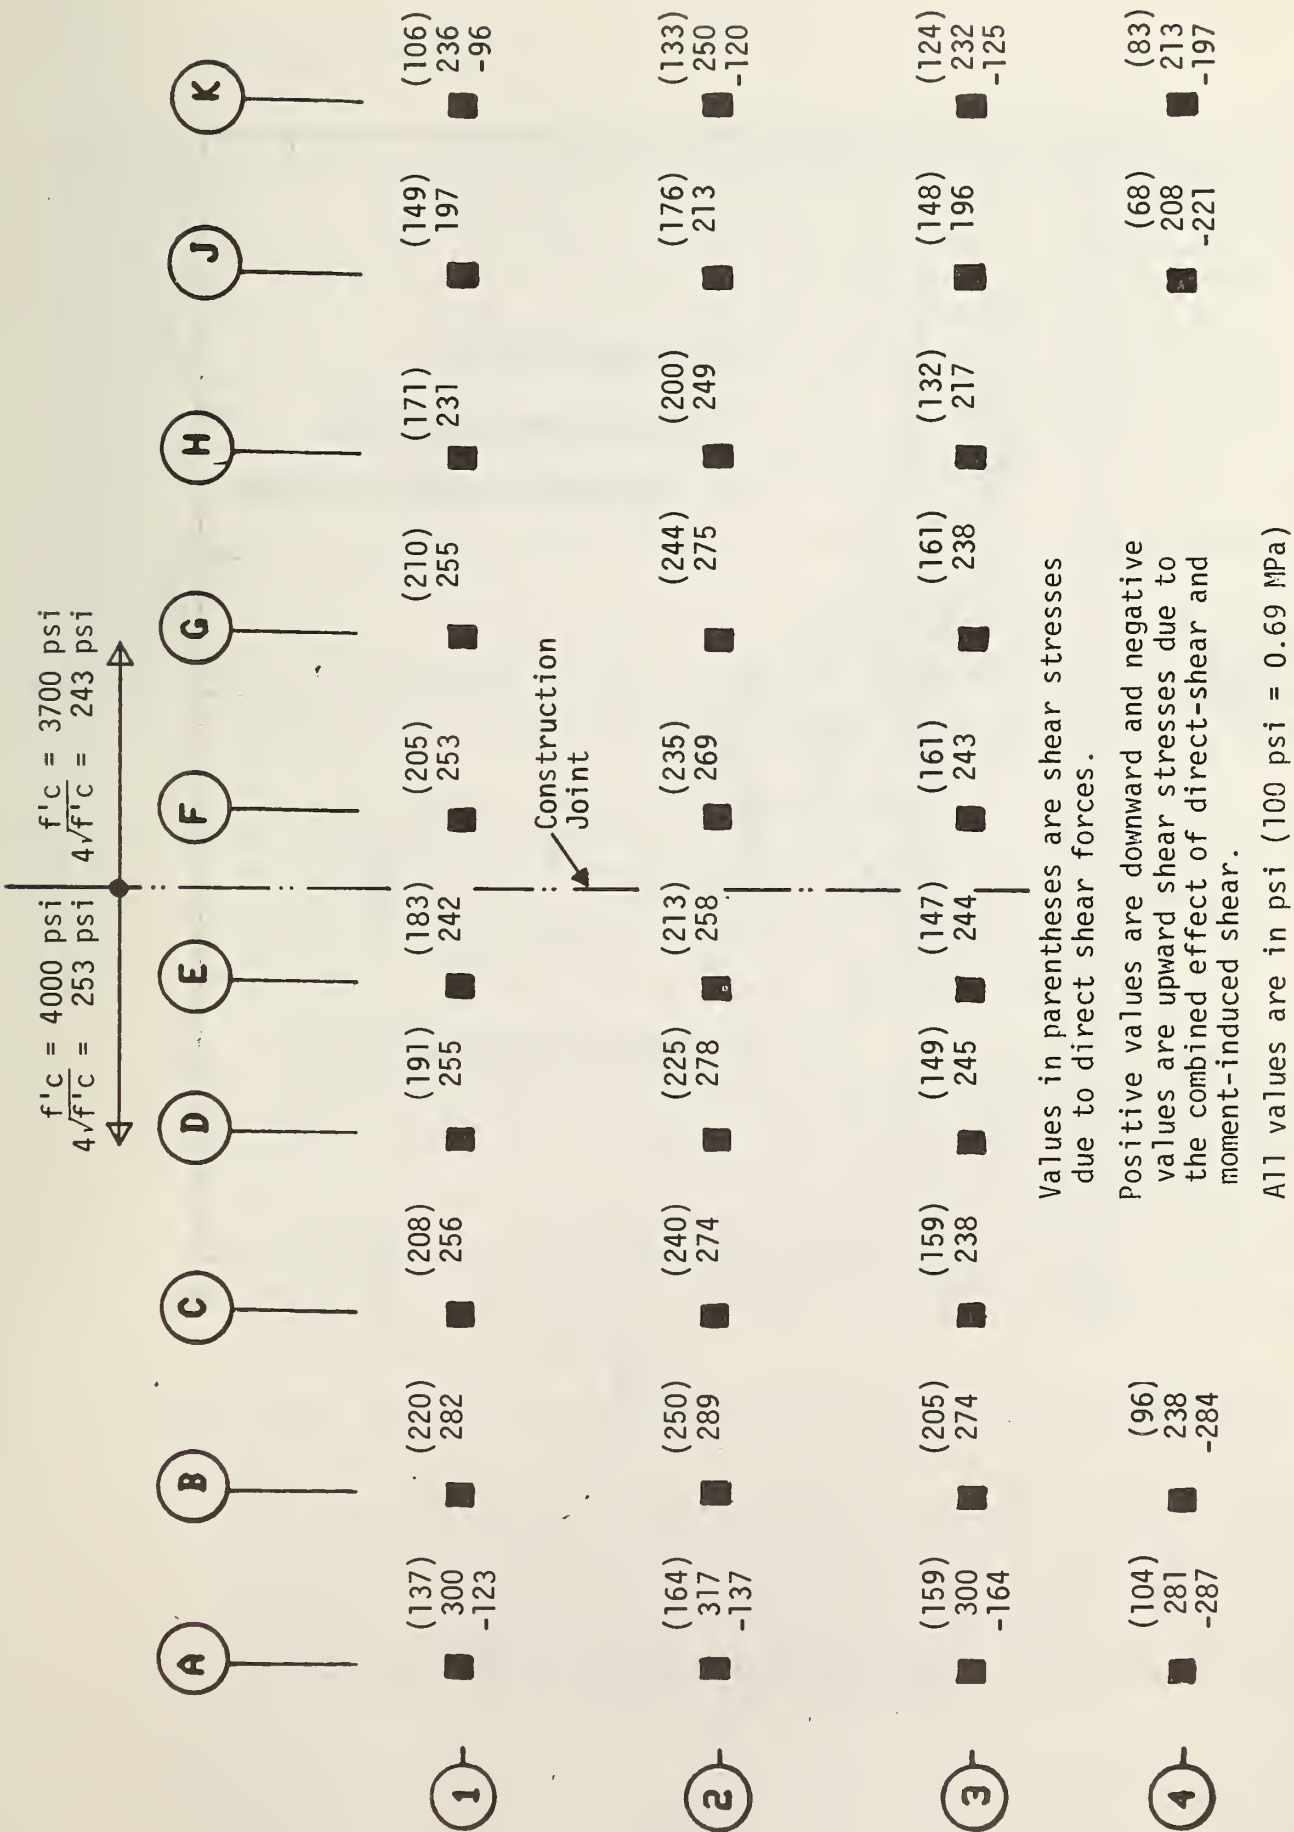 f'c = 4000 psi
4√f'c = 253 psi
f'c = 3700 psi
4√f'c = 243 psi
A B C D E F G H J K
1
(137) (220) (208) (191) (183) (205) (210) (171) (149) (106)
300 282 256 255 242 253 255 231 197 236
-123 -96
Construction
Joint
2
(164) (250) (240) (225) (213) (235) (244) (200) (176) (133)
317 289 274 278 258 269 275 249 213 250
-137 -120
3
(159) (205) (159) (149) (147) (161) (161) (132) (148) (124)
300 274 238 245 244 243 238 217 196 232
-164 -125
4
(104) (96) (68) (83)
281 238 208 213
-287 -284 -221 -197
Values in parentheses are shear stresses
due to direct shear forces.
Positive values are downward and negative
values are upward shear stresses due to
the combined effect of direct-shear and
moment-induced shear.
All values are in psi (100 psi = 0.69 MPa)